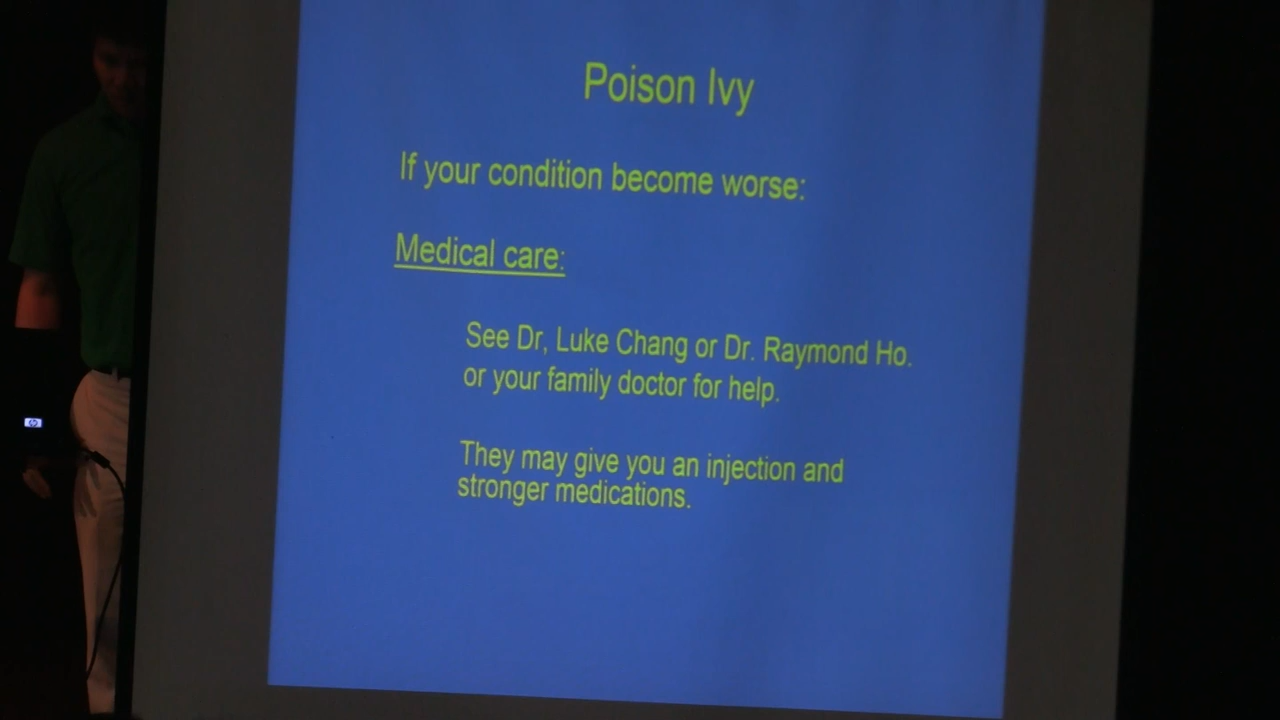 Poison Ivy
If your condition become worse:
Medical care:
See Dr, Luke Chang or Dr. Raymond Ho.
or your family doctor for help.
They may give you an injection and
stronger medications.
hp